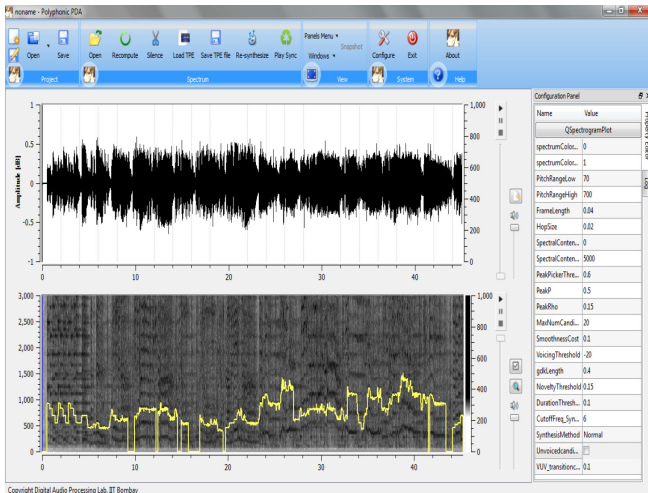 noname - Polyphonic PDA
Panels Menu
Snapshot
Open Save Open Recompute Silence Load TPE Save TPE file Re-synthesize Play Sync Windows Configure Exit About
Project Spectrum View System Help
Configuration Panel
Name Value
QSpectrogramPlot
spectrumColor... 0
spectrumColor... 1
PitchRangeLow 70
PitchRangeHigh 700
FrameLength 0.04
HopSize 0.02
SpectralConten... 0
SpectralConten... 5000
PeakPickerThre... 0.6
PeakP 0.5
PeakRho 0.15
MaxNumCandi... 20
SmoothnessCost 0.1
VoicingThreshold -20
gdkLength 0.4
NoveltyThreshold 0.15
DurationThresh... 0.1
CutoffFreq_Syn... 6
SynthesisMethod Normal
Unvoicedcandi...
VUV_transitionc... 0.1
Property Editor
Log
Amplitude [dB]
1
0.5
0
-0.5
-1
1,000
800
600
400
200
0
0 10 20 30 40
3,000
2,500
2,000
1,500
1,000
500
0
1,000
800
600
400
200
0
0 10 20 30 40
Copyright Digital Audio Processing Lab, IIT Bombay